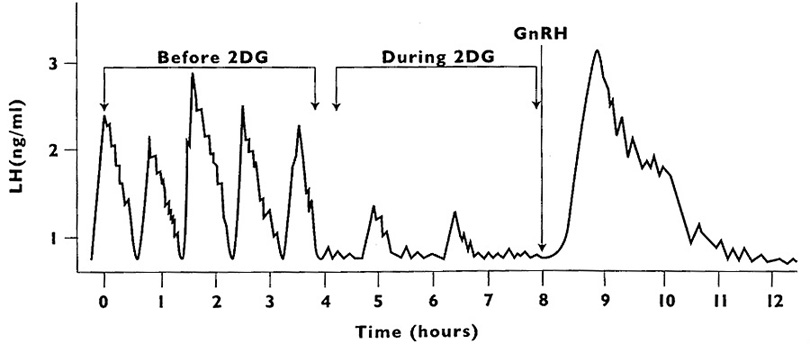 GnRH
Before 2DG
During 2DG
3
2
1
LH(ng/ml)
0 1 2 3 4 5 6 7 8 9 10 11 12
Time (hours)